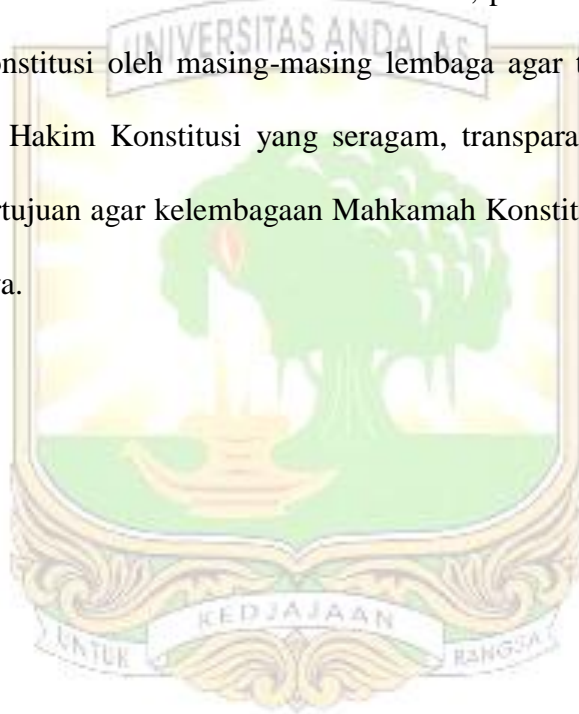 UNIVERSITAS ANDALAS
onstitusi oleh masing-masing lembaga agar t
Hakim Konstitusi yang seragam, transpara
rtujuan agar kelembagaan Mahkamah Konstit
a.
KEDJAJAAN
UNTUK BANGSA